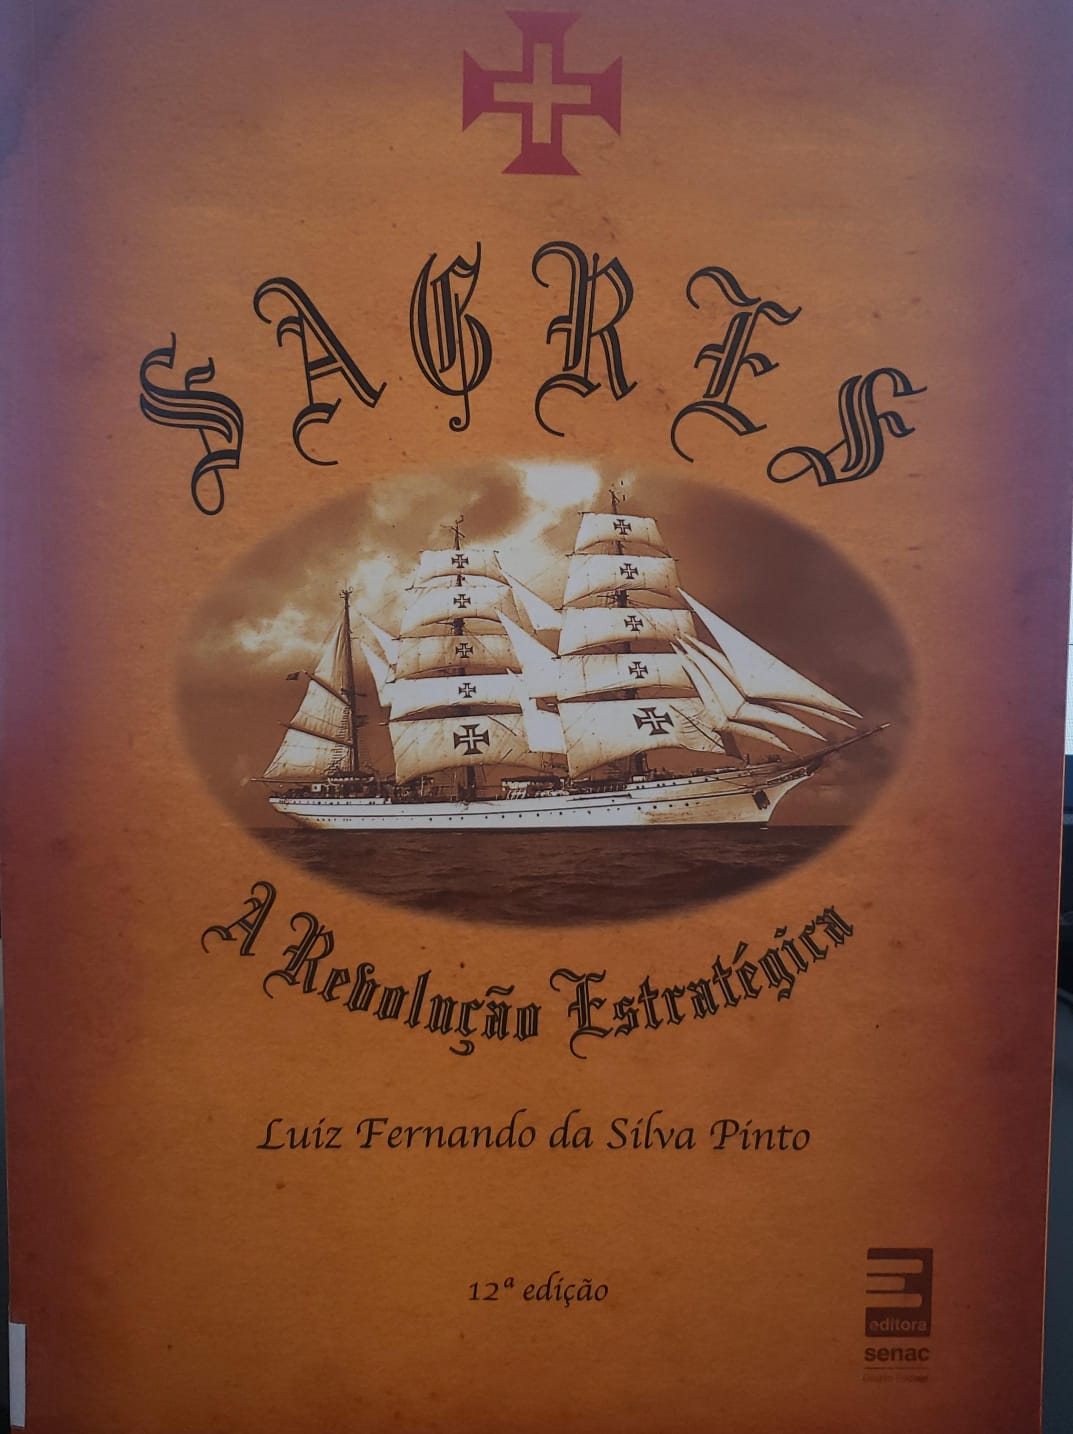 SAGRES
A Revolução Estratégica
Luiz Fernando da Silva Pinto
12ª edição
editora
senac